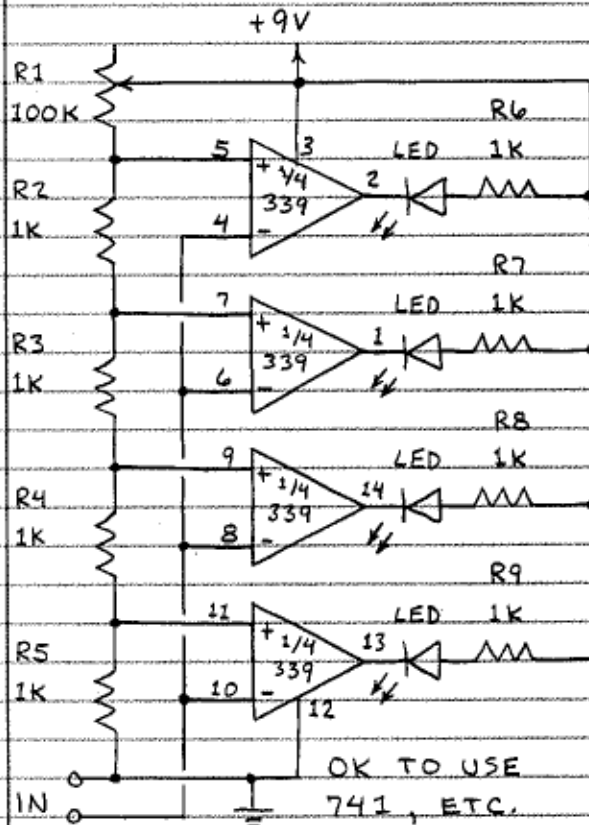 +9V
R1
100K
R6
5
+
3
LED
1K
1/4
2
R2
339
1K
4
-
R7
7
LED
1K
+
1/4
R3
1
339
1K
6
-
R8
9
LED
1K
+
1/4
14
R4
339
1K
8
-
R9
11
LED
1K
+
1/4
13
R5
339
1K
10
-
12
OK TO USE
IN
741, ETC.